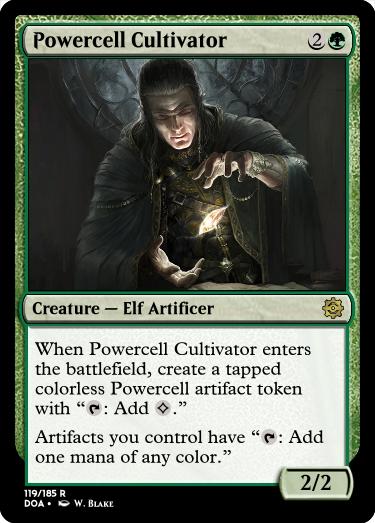 Powercell Cultivator 2
Creature — Elf Artificer
When Powercell Cultivator enters
the battlefield, create a tapped
colorless Powercell artifact token
with “: Add .”
Artifacts you control have “: Add
one mana of any color.”
2/2
119/185 R
DOA • W. Blake